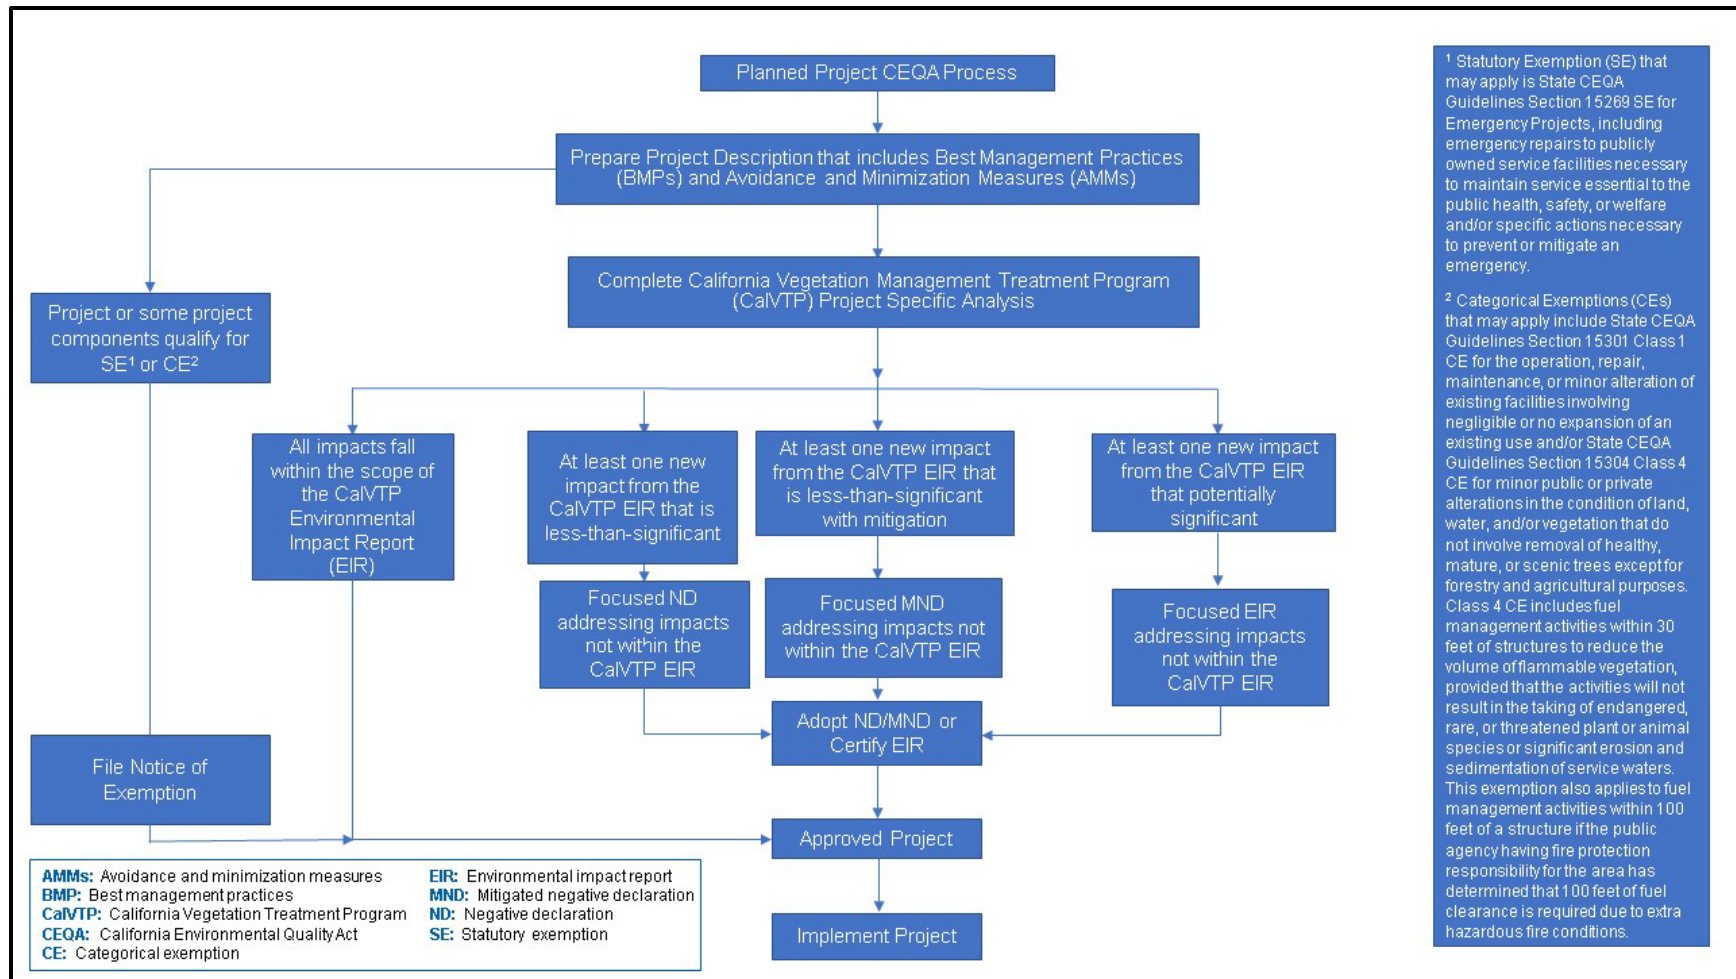 Planned Project CEQA Process
Prepare Project Description that includes Best Management Practices
(BMPs) and Avoidance and Minimization Measures (AMMs)
Complete California Vegetation Management Treatment Program
(CalVTP) Project Specific Analysis
Project or some project
components qualify for
SE¹ or CE²
All impacts fall
within the scope of
the CalVTP
Environmental
Impact Report
(EIR)
At least one new
impact from the
CalVTP EIR that is
less-than-significant
At least one new impact
from the CalVTP EIR that
is less-than-significant
with mitigation
At least one new impact
from the CalVTP EIR
that potentially
significant
Focused ND
addressing impacts
not within the
CalVTP EIR
Focused MND
addressing impacts not
within the CalVTP EIR
Focused EIR
addressing impacts
not within the
CalVTP EIR
Adopt ND/MND or
Certify EIR
File Notice of
Exemption
Approved Project
Implement Project
AMMs: Avoidance and minimization measures
BMP: Best management practices
CalVTP: California Vegetation Treatment Program
CEQA: California Environmental Quality Act
CE: Categorical exemption
EIR: Environmental impact report
MND: Mitigated negative declaration
ND: Negative declaration
SE: Statutory exemption
¹ Statutory Exemption (SE) that
may apply is State CEQA
Guidelines Section 15269 SE for
Emergency Projects, including
emergency repairs to publicly
owned service facilities necessary
to maintain service essential to the
public health, safety, or welfare
and/or specific actions necessary
to prevent or mitigate an
emergency.
² Categorical Exemptions (CEs)
that may apply include State CEQA
Guidelines Section 15301 Class 1
CE for the operation, repair,
maintenance, or minor alteration of
existing facilities involving
negligible or no expansion of an
existing use and/or State CEQA
Guidelines Section 15304 Class 4
CE for minor public or private
alterations in the condition of land,
water, and/or vegetation that do
not involve removal of healthy,
mature, or scenic trees except for
forestry and agricultural purposes.
Class 4 CE includes fuel
management activities within 30
feet of structures to reduce the
volume of flammable vegetation,
provided that the activities will not
result in the taking of endangered,
rare, or threatened plant or animal
species or significant erosion and
sedimentation of service waters.
This exemption also applies to fuel
management activities within 100
feet of a structure if the public
agency having fire protection
responsibility for the area has
determined that 100 feet of fuel
clearance is required due to extra
hazardous fire conditions.